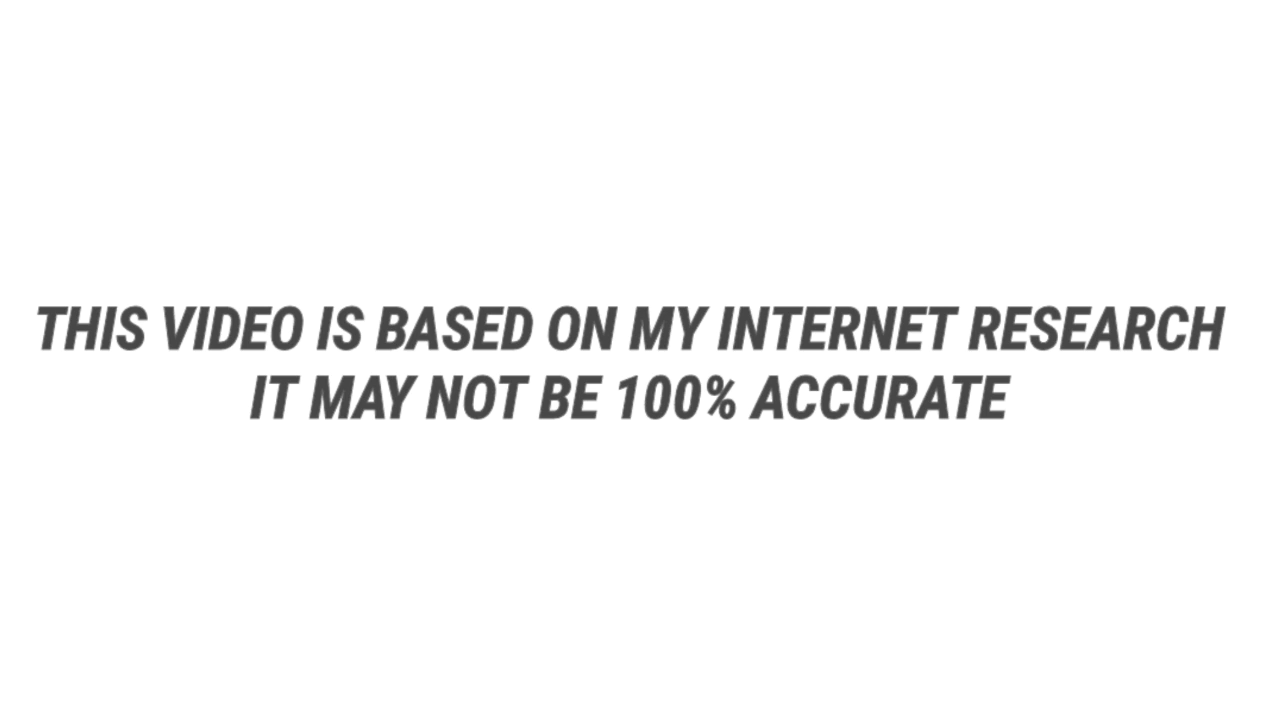 THIS VIDEO IS BASED ON MY INTERNET RESEARCH
IT MAY NOT BE 100% ACCURATE